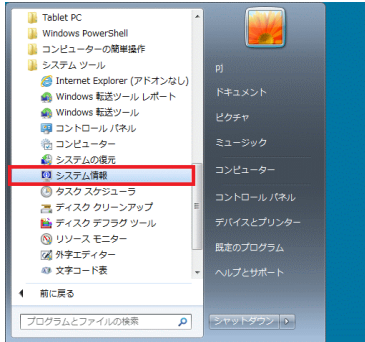 Tablet PC
Windows PowerShell
コンピューターの簡単操作
システム ツール
Internet Explorer (アドオンなし)
Windows 転送ツール レポート
Windows 転送ツール
コントロール パネル
コンピューター
システムの復元
システム情報
タスク スケジューラ
ディスク クリーンアップ
ディスク デフラグ ツール
リソース モニター
外字エディター
文字コード表
前に戻る
プログラムとファイルの検索
pj
ドキュメント
ピクチャ
ミュージック
コンピューター
コントロール パネル
デバイスとプリンター
既定のプログラム
ヘルプとサポート
シャットダウン